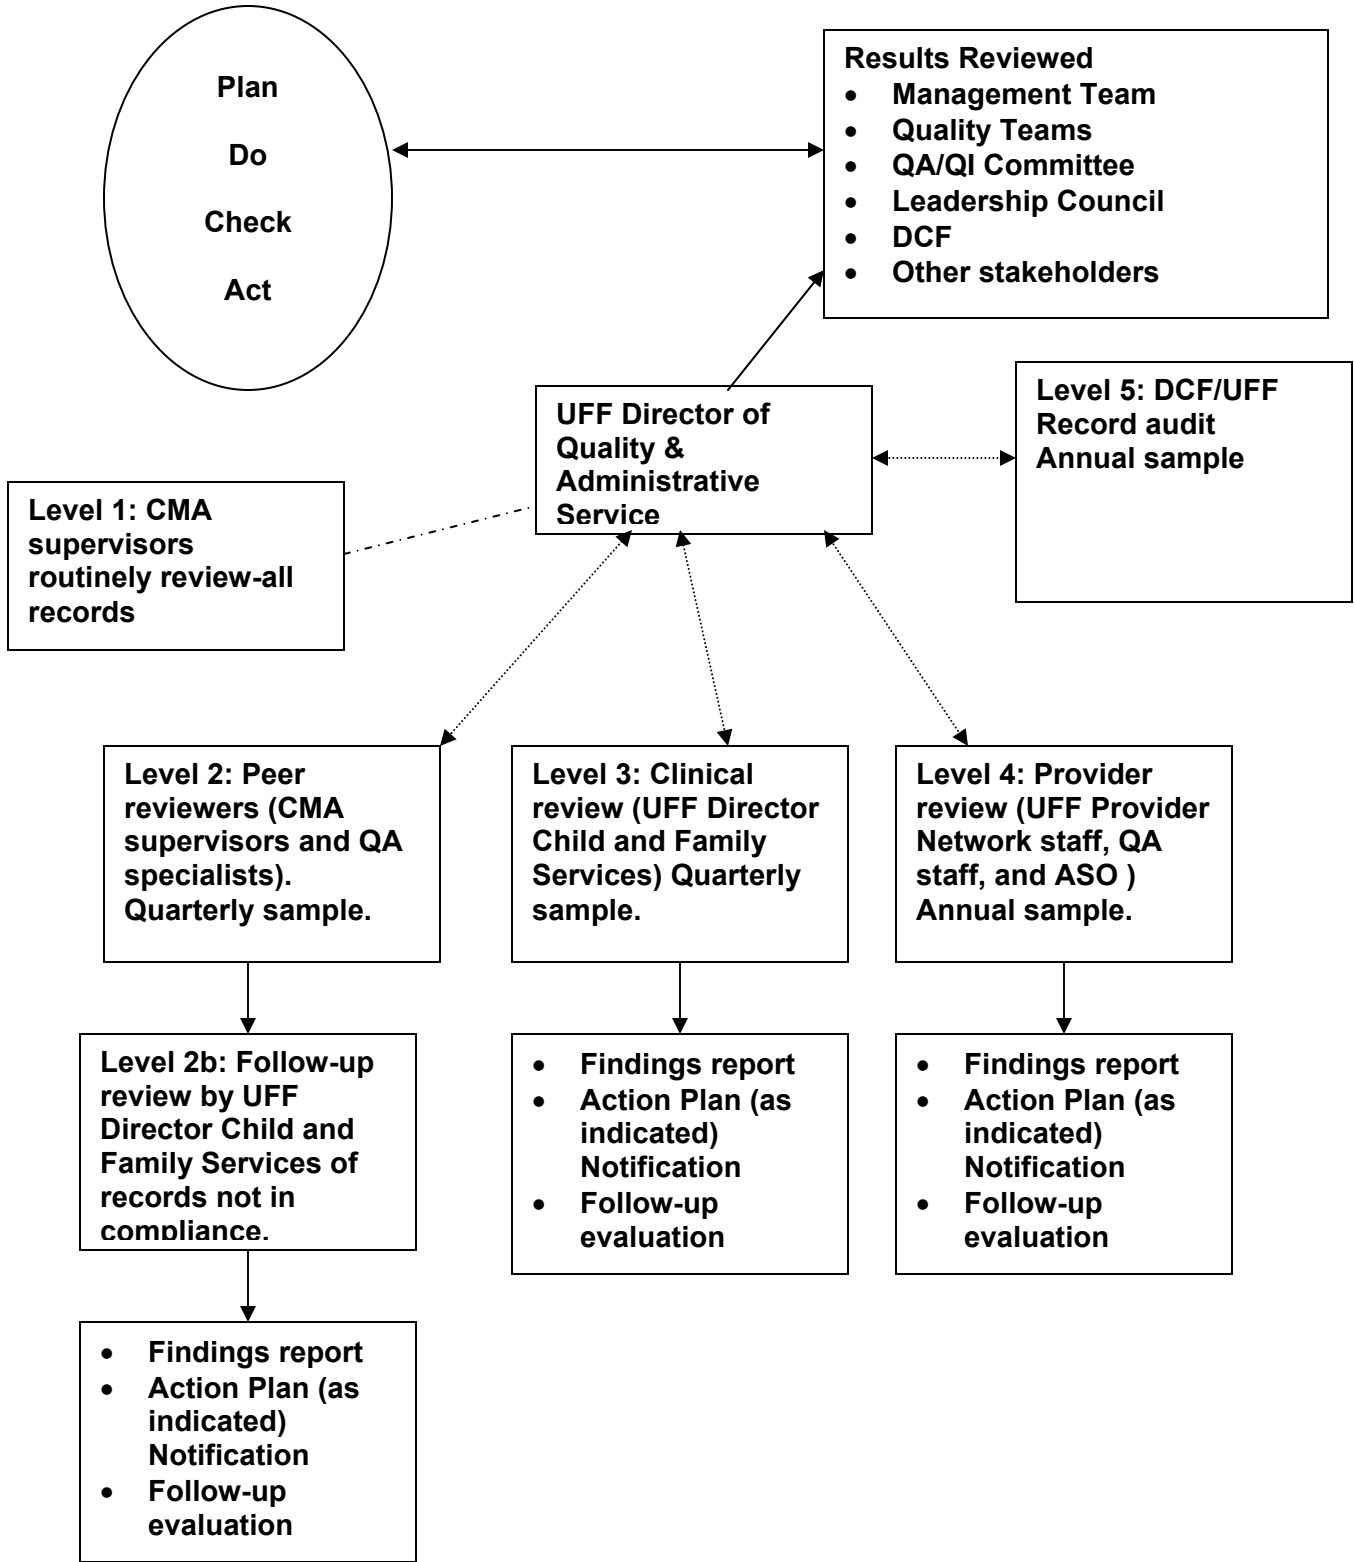 Plan
Do
Check
Act
Results Reviewed
• Management Team
• Quality Teams
• QA/QI Committee
• Leadership Council
• DCF
• Other stakeholders
UFF Director of
Quality &
Administrative
Service
Level 5: DCF/UFF
Record audit
Annual sample
Level 1: CMA
supervisors
routinely review-all
records
Level 2: Peer
reviewers (CMA
supervisors and QA
specialists).
Quarterly sample.
Level 3: Clinical
review (UFF Director
Child and Family
Services) Quarterly
sample.
Level 4: Provider
review (UFF Provider
Network staff, QA
staff, and ASO )
Annual sample.
Level 2b: Follow-up
review by UFF
Director Child and
Family Services of
records not in
compliance.
• Findings report
• Action Plan (as
indicated)
Notification
• Follow-up
evaluation
• Findings report
• Action Plan (as
indicated)
Notification
• Follow-up
evaluation
• Findings report
• Action Plan (as
indicated)
Notification
• Follow-up
evaluation